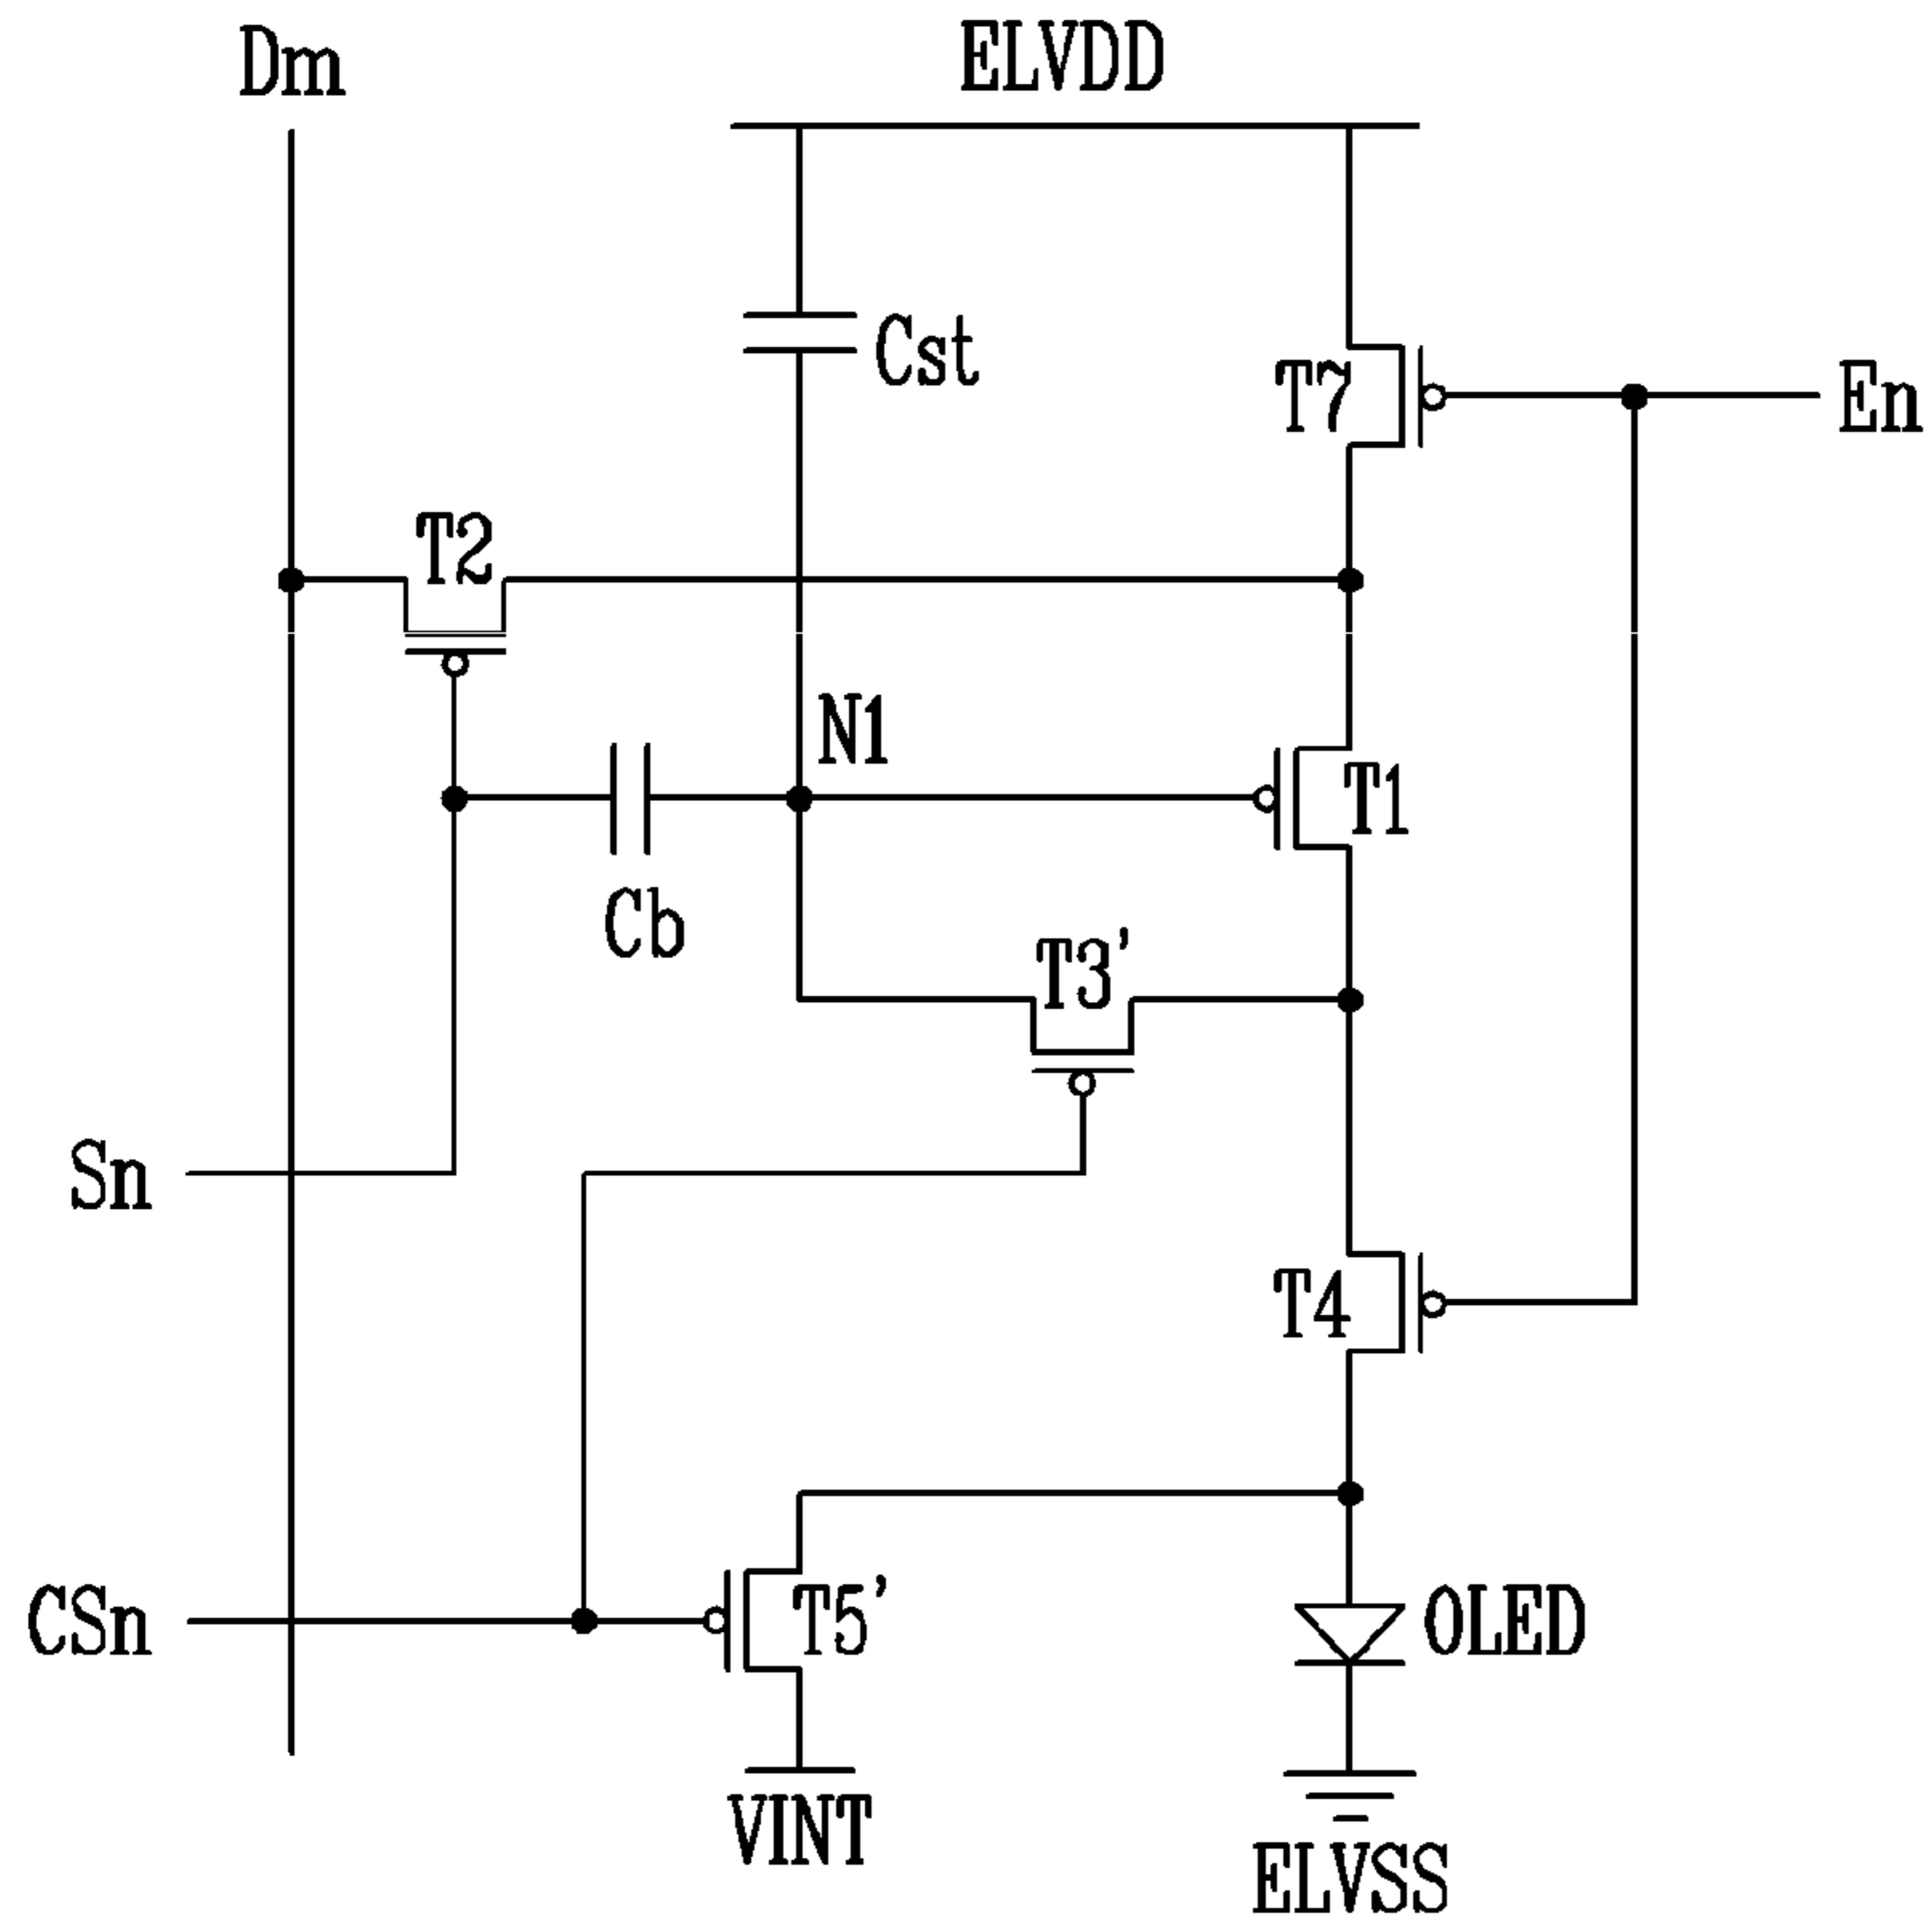 Dm
ELVDD
Cst
T7
En
T2
N1
T1
Cb
T3'
Sn
T4
CSn
T5'
OLED
VINT
ELVSS